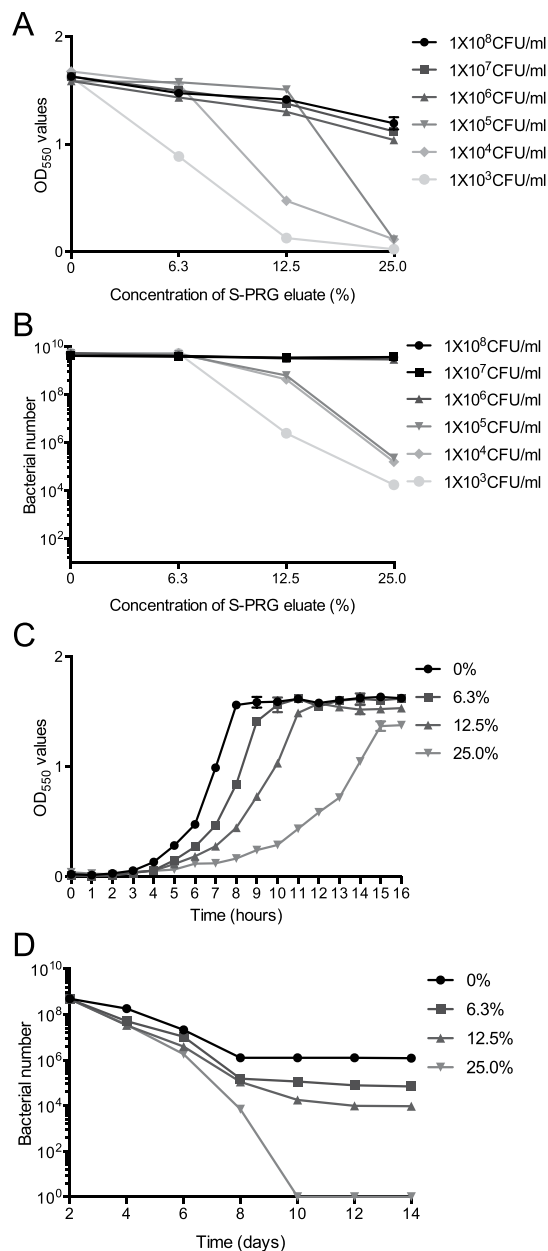 A
2
1
0
OD550 values
0 6.3 12.5 25.0
Concentration of S-PRG eluate (%)
1X10⁸CFU/ml
1X10⁷CFU/ml
1X10⁶CFU/ml
1X10⁵CFU/ml
1X10⁴CFU/ml
1X10³CFU/ml
B
10¹⁰
10⁸
10⁶
10⁴
10²
Bacterial number
0 6.3 12.5 25.0
Concentration of S-PRG eluate (%)
1X10⁸CFU/ml
1X10⁷CFU/ml
1X10⁶CFU/ml
1X10⁵CFU/ml
1X10⁴CFU/ml
1X10³CFU/ml
C
2
1
0
OD550 values
0 1 2 3 4 5 6 7 8 9 10 11 12 13 14 15 16
Time (hours)
0%
6.3%
12.5%
25.0%
D
10¹⁰
10⁸
10⁶
10⁴
10²
10⁰
Bacterial number
2 4 6 8 10 12 14
Time (days)
0%
6.3%
12.5%
25.0%